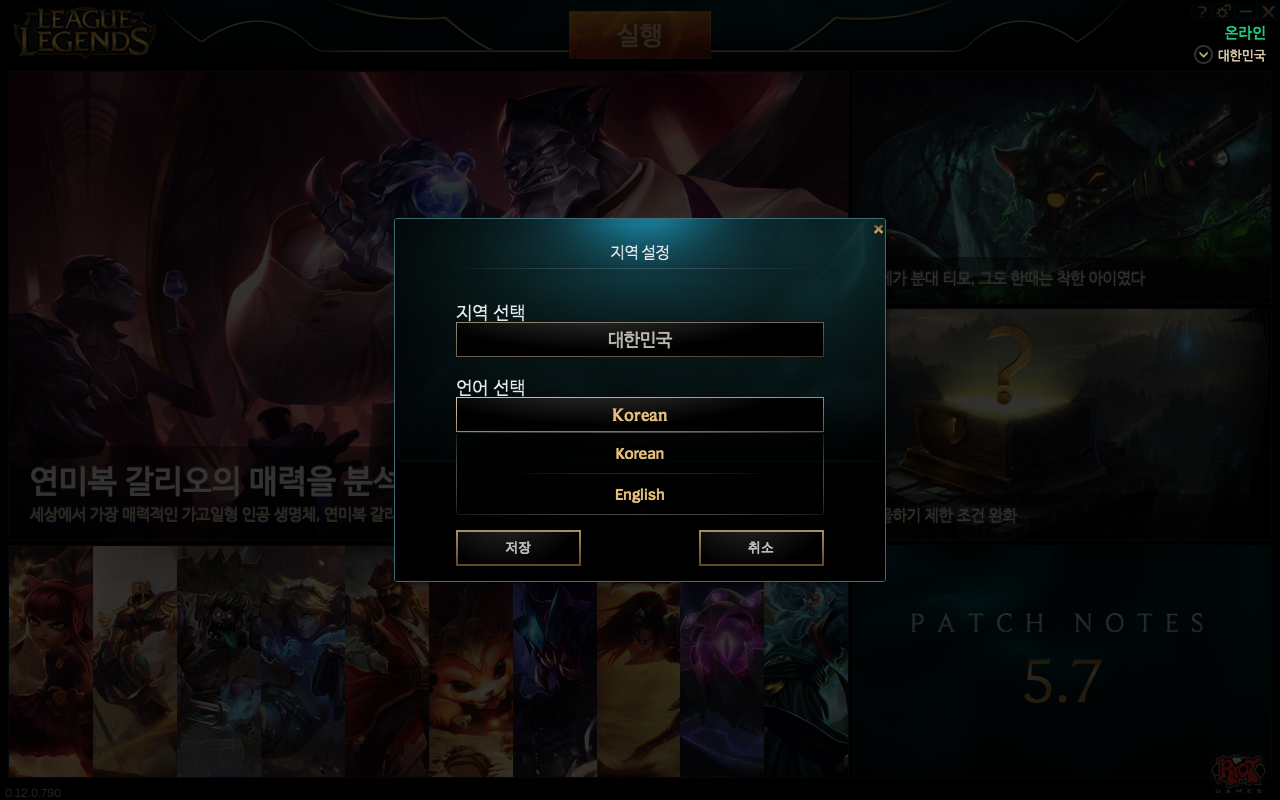 LEAGUE OF
LEGENDS
실행
?
온라인
대한민국
지역 설정
지역 선택
대한민국
언어 선택
Korean
Korean
English
저장
취소
연미복 갈리오의 매력을 분석
세상에서 가장 매력적인 가고일형 인공 생명체, 연미복 갈리
분대 티모, 그도 한때는 착한 아이였다
제한 조건 완화
PATCH NOTES
5.7
RIOT
GAMES
0.12.0.790